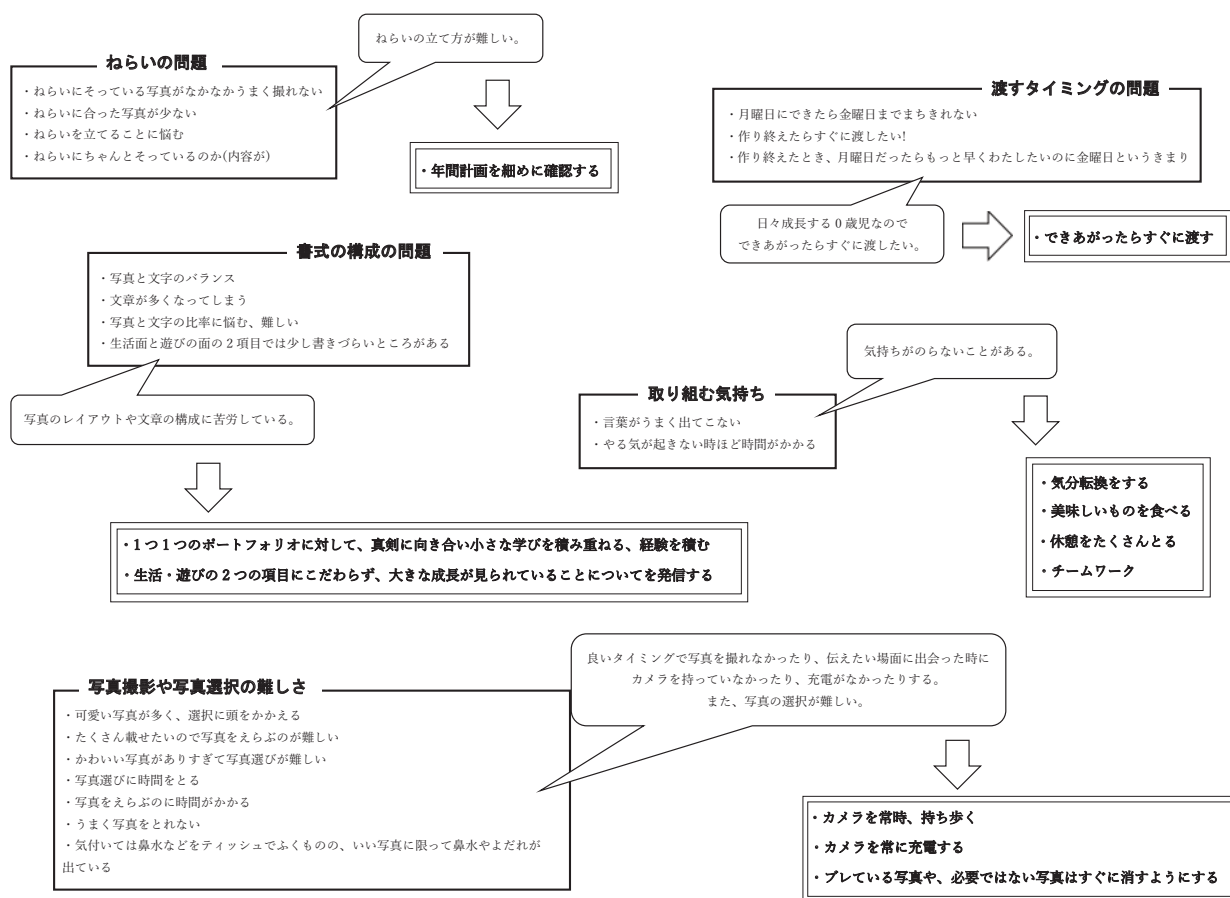 ねらいの立て方が難しい。
ねらいの問題
・ねらいにそっている写真がなかなかうまく撮れない
・ねらいに合った写真が少ない
・ねらいを立てることに悩む
・ねらいにちゃんとそっているのか(内容が)
・年間計画を細めに確認する
渡すタイミングの問題
・月曜日にできたら金曜日までまちきれない
・作り終えたらすぐに渡したい!
・作り終えたとき、月曜日だったらもっと早くわたしたいのに金曜日というきまり
日々成長する0歳児なので
できあがったらすぐに渡したい。
・できあがったらすぐに渡す
書式の構成の問題
・写真と文字のバランス
・文章が多くなってしまう
・写真と文字の比率に悩む、難しい
・生活面と遊びの面の2項目では少し書きづらいところがある
写真のレイアウトや文章の構成に苦労している。
・1つ1つのポートフォリオに対して、真剣に向き合い小さな学びを積み重ねる、経験を積む
・生活・遊びの2つの項目にこだわらず、大きな成長が見られていることについてを発信する
気持ちがのらないことがある。
取り組む気持ち
・言葉がうまく出てこない
・やる気が起きない時ほど時間がかかる
・気分転換をする
・美味しいものを食べる
・休憩をたくさんとる
・チームワーク
良いタイミングで写真を撮れなかったり、伝えたい場面に出会った時に
カメラを持っていなかったり、充電がなかったりする。
また、写真の選択が難しい。
写真撮影や写真選択の難しさ
・可愛い写真が多く、選択に頭をかかえる
・たくさん載せたいので写真をえらぶのが難しい
・かわいい写真がありすぎて写真選びが難しい
・写真選びに時間をとる
・写真をえらぶのに時間がかかる
・うまく写真をとれない
・気付いては鼻水などをティッシュでふくものの、いい写真に限って鼻水やよだれが
出ている
・カメラを常時、持ち歩く
・カメラを常に充電する
・ブレている写真や、必要ではない写真はすぐに消すようにする